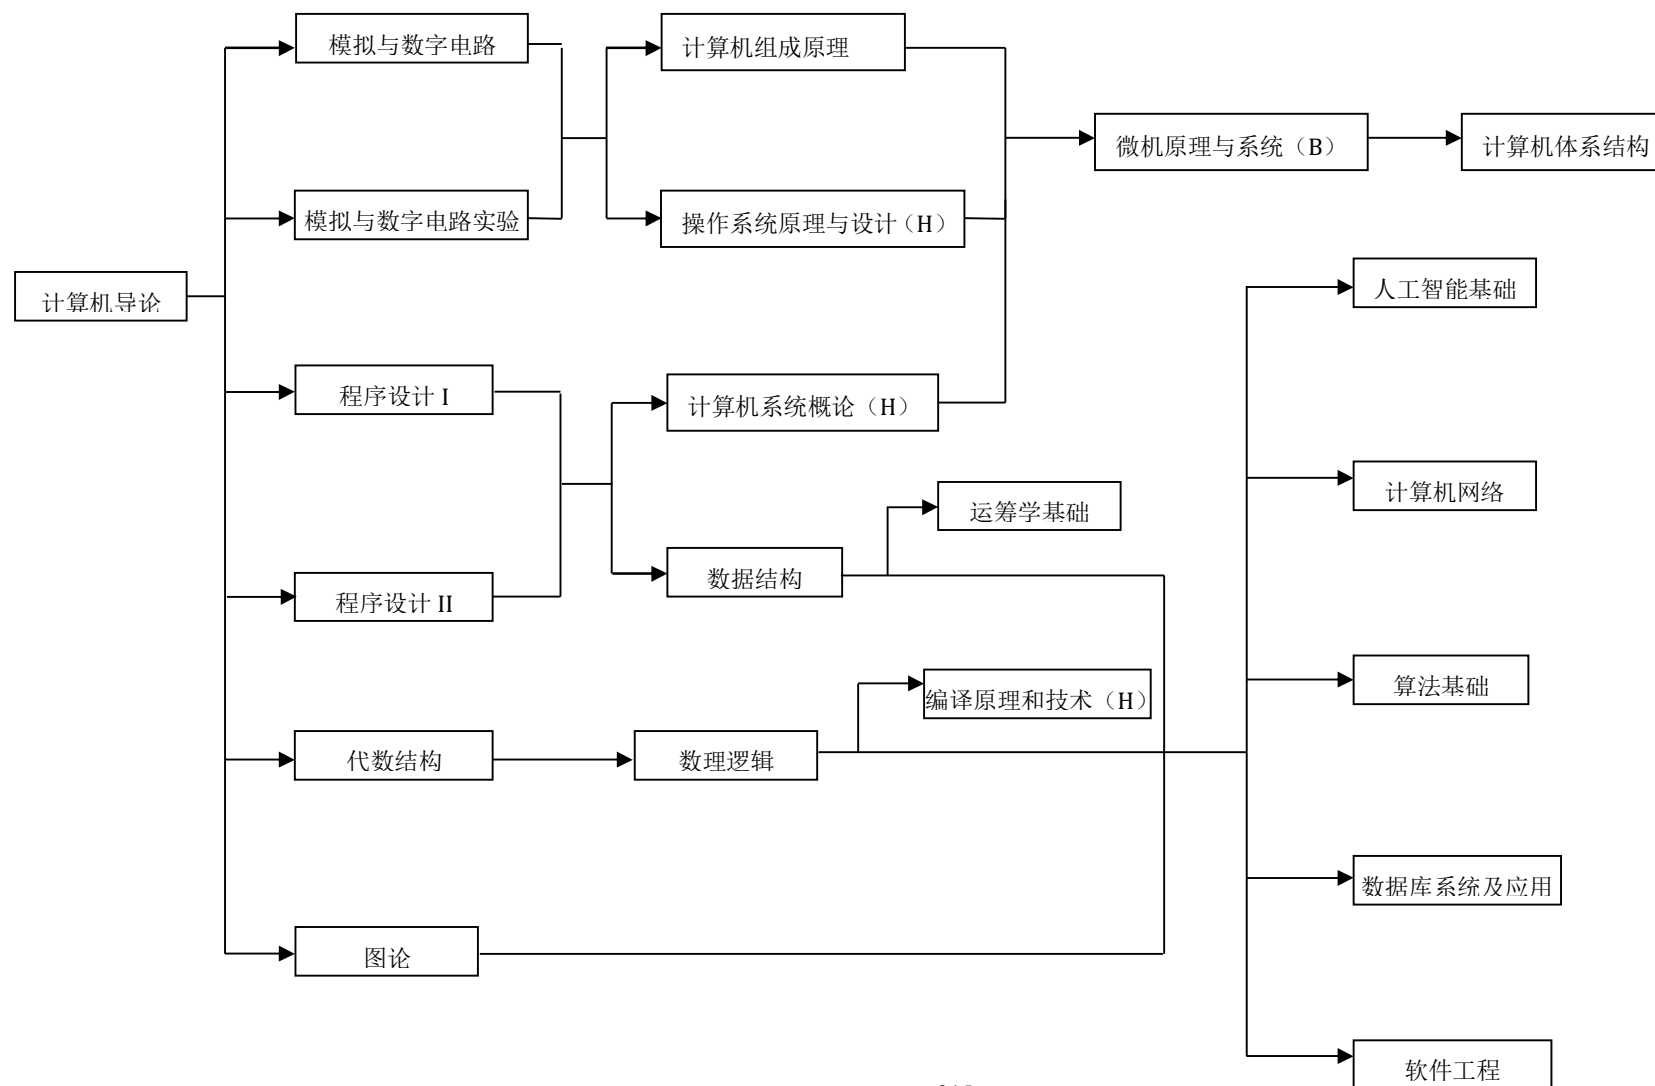 模拟与数字电路
计算机组成原理
微机原理与系统（B）
计算机体系结构
模拟与数字电路实验
操作系统原理与设计（H）
计算机导论
人工智能基础
程序设计 I
计算机系统概论（H）
计算机网络
运筹学基础
数据结构
程序设计 II
编译原理和技术（H）
算法基础
代数结构
数理逻辑
数据库系统及应用
图论
软件工程